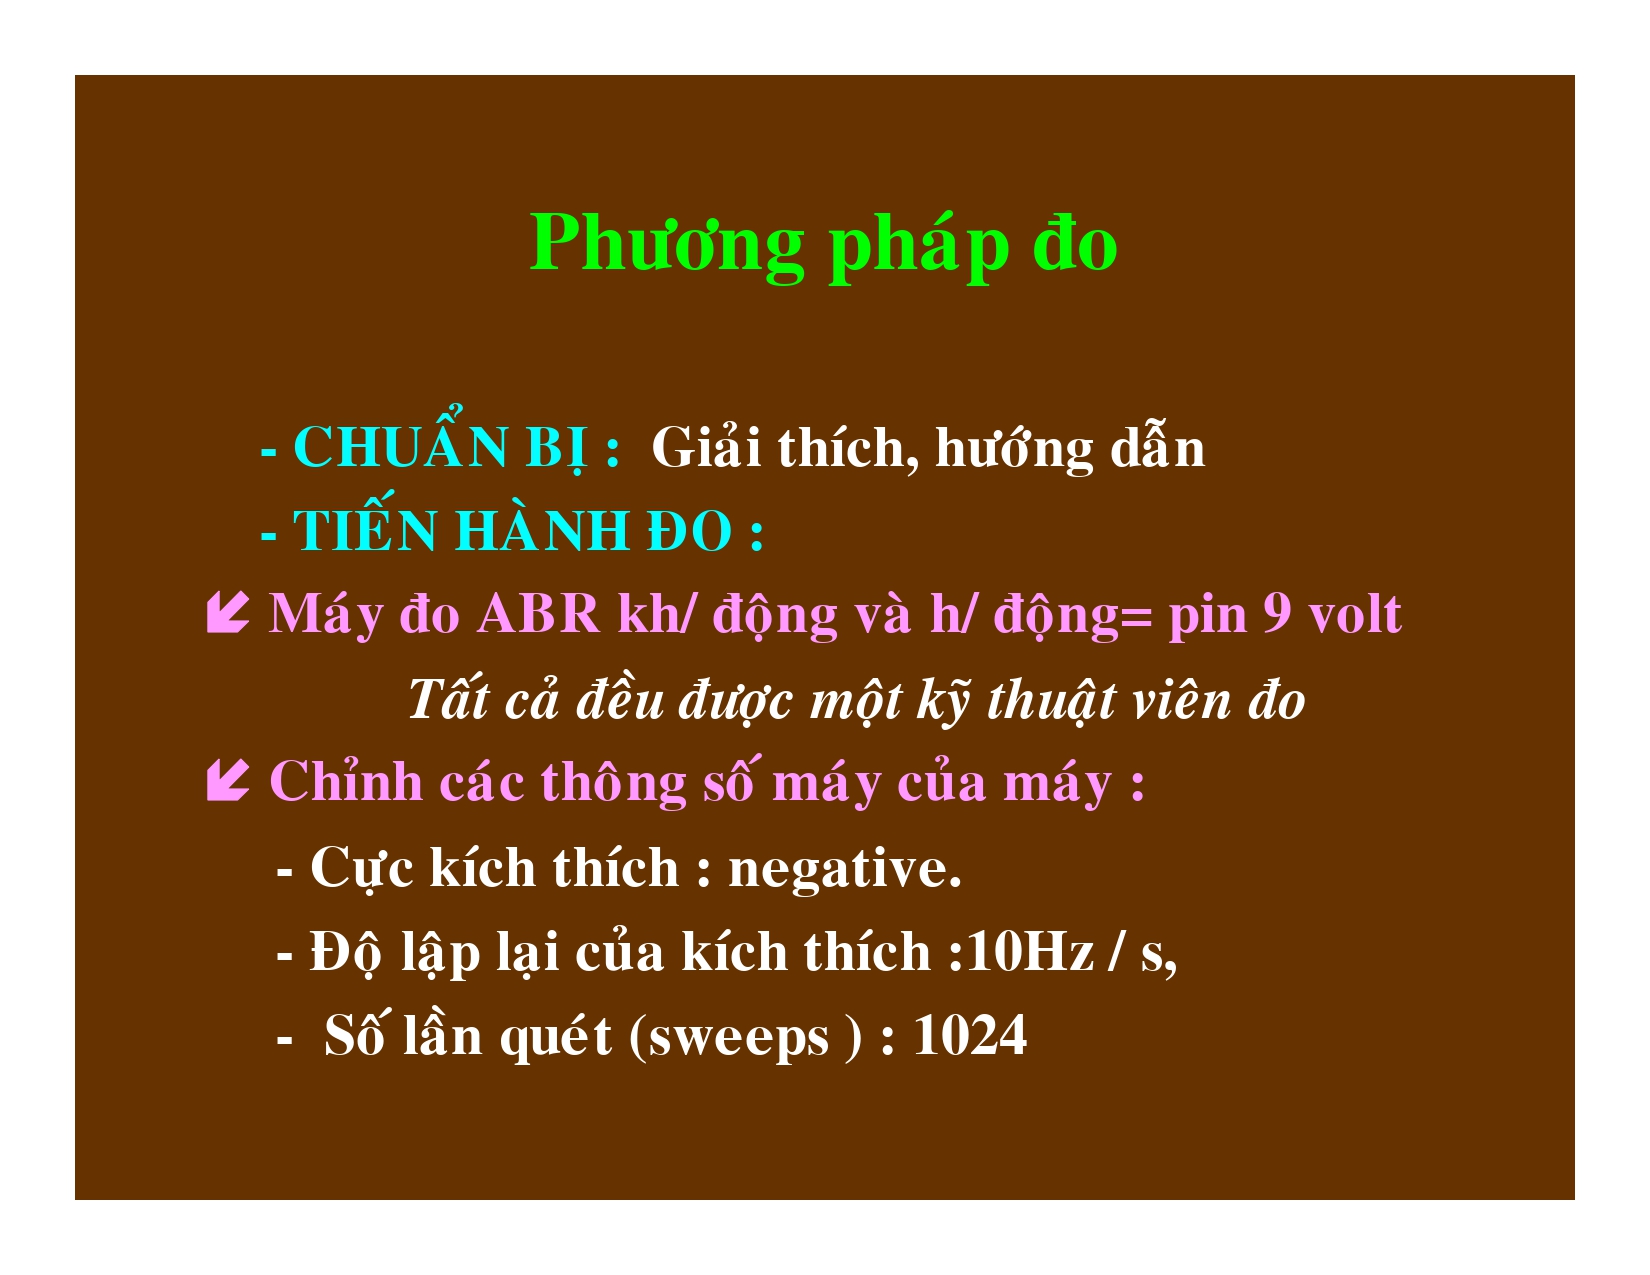 Phương pháp đo
- CHUẨN BỊ : Giải thích, hướng dẫn
- TIẾN HÀNH ĐO :
Máy đo ABR kh/ động và h/ động= pin 9 volt
Tất cả đều được một kỹ thuật viên đo
Chỉnh các thông số máy của máy :
- Cực kích thích : negative.
- Độ lập lại của kích thích :10Hz / s,
- Số lần quét (sweeps ) : 1024